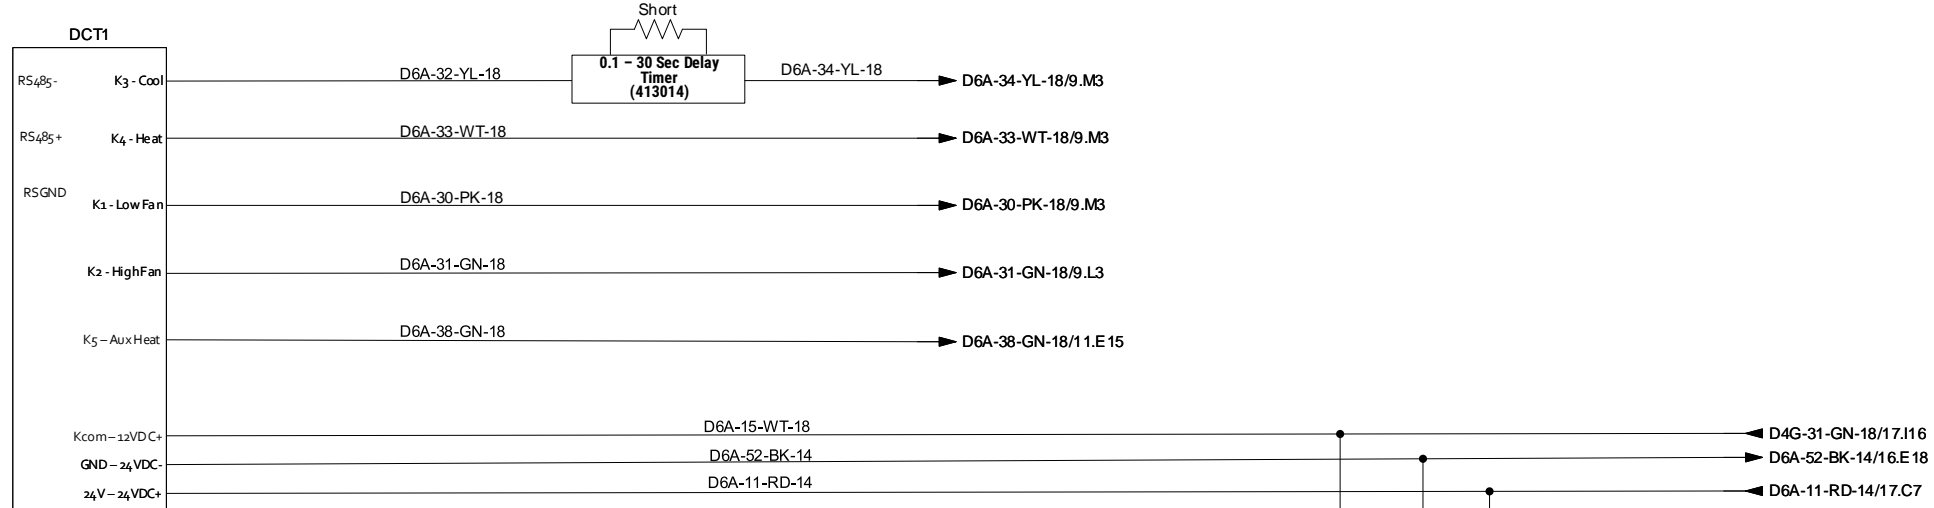 Short
DCT1
RS485-
K3 - Cool
D6A-32-YL-18
0.1 – 30 Sec Delay
Timer
(413014)
D6A-34-YL-18
D6A-34-YL-18/9.M3
RS485+
K4 - Heat
D6A-33-WT-18
D6A-33-WT-18/9.M3
RSGND
K1 - Low Fan
D6A-30-PK-18
D6A-30-PK-18/9.M3
K2 - High Fan
D6A-31-GN-18
D6A-31-GN-18/9.L3
K5 – Aux Heat
D6A-38-GN-18
D6A-38-GN-18/11.E15
Kcom – 12VDC+
D6A-15-WT-18
D4G-31-GN-18/17.I16
GND – 24VDC-
D6A-52-BK-14
D6A-52-BK-14/16.E18
24V – 24VDC+
D6A-11-RD-14
D6A-11-RD-14/17.C7